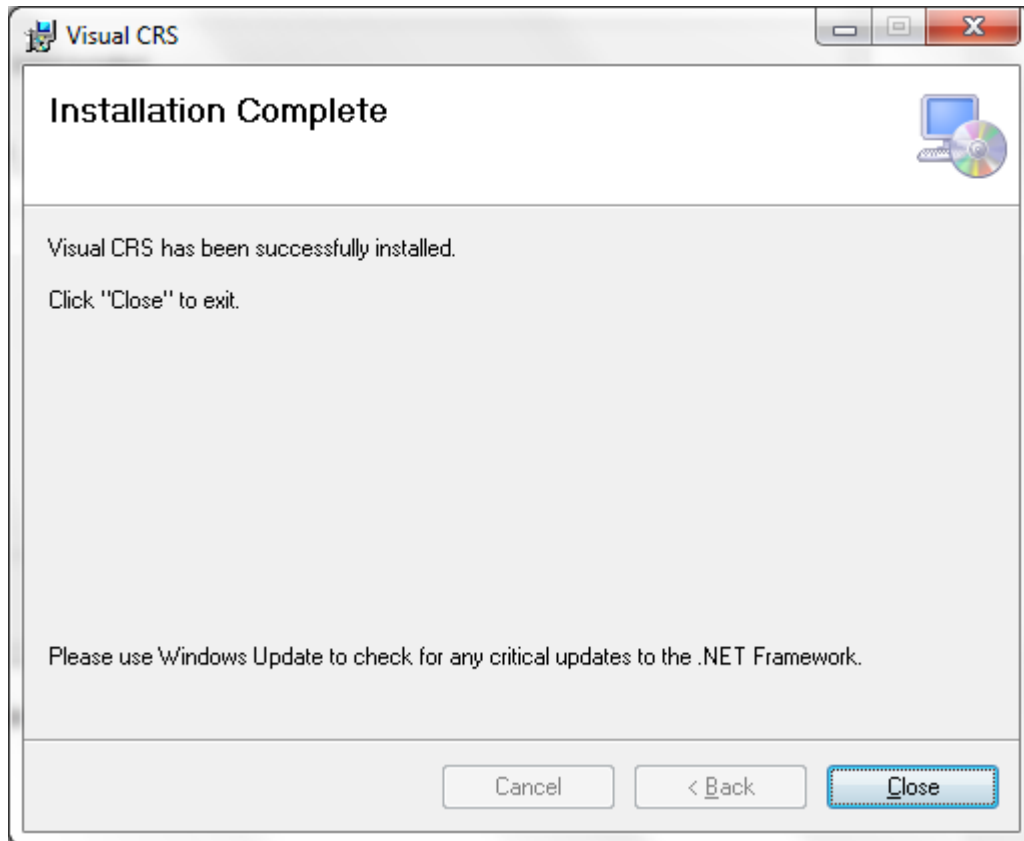 Visual CRS
Installation Complete
Visual CRS has been successfully installed.
Click "Close" to exit.
Please use Windows Update to check for any critical updates to the .NET Framework.
Cancel
< Back
Close